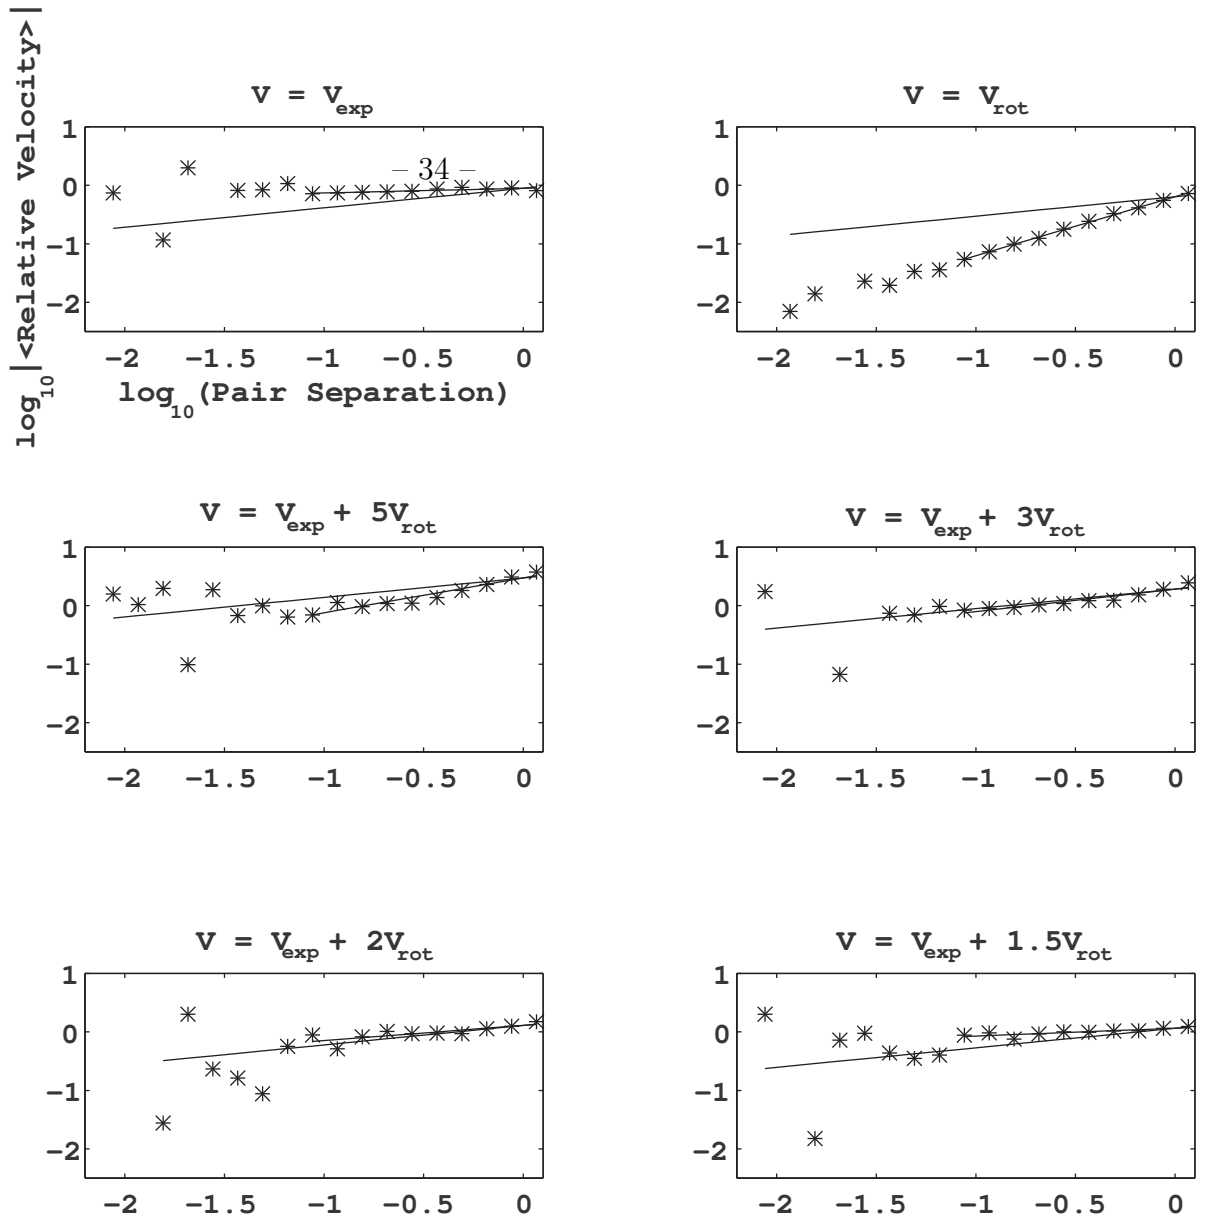 log10|<Relative Velocity>|
V = Vexp
1
0
−1
−2
− 34 −
−2 −1.5 −1 −0.5 0
log10(Pair Separation)
V = Vrot
1
0
−1
−2
−2 −1.5 −1 −0.5 0
V = Vexp + 5Vrot
1
0
−1
−2
−2 −1.5 −1 −0.5 0
V = Vexp + 3Vrot
1
0
−1
−2
−2 −1.5 −1 −0.5 0
V = Vexp + 2Vrot
1
0
−1
−2
−2 −1.5 −1 −0.5 0
V = Vexp + 1.5Vrot
1
0
−1
−2
−2 −1.5 −1 −0.5 0